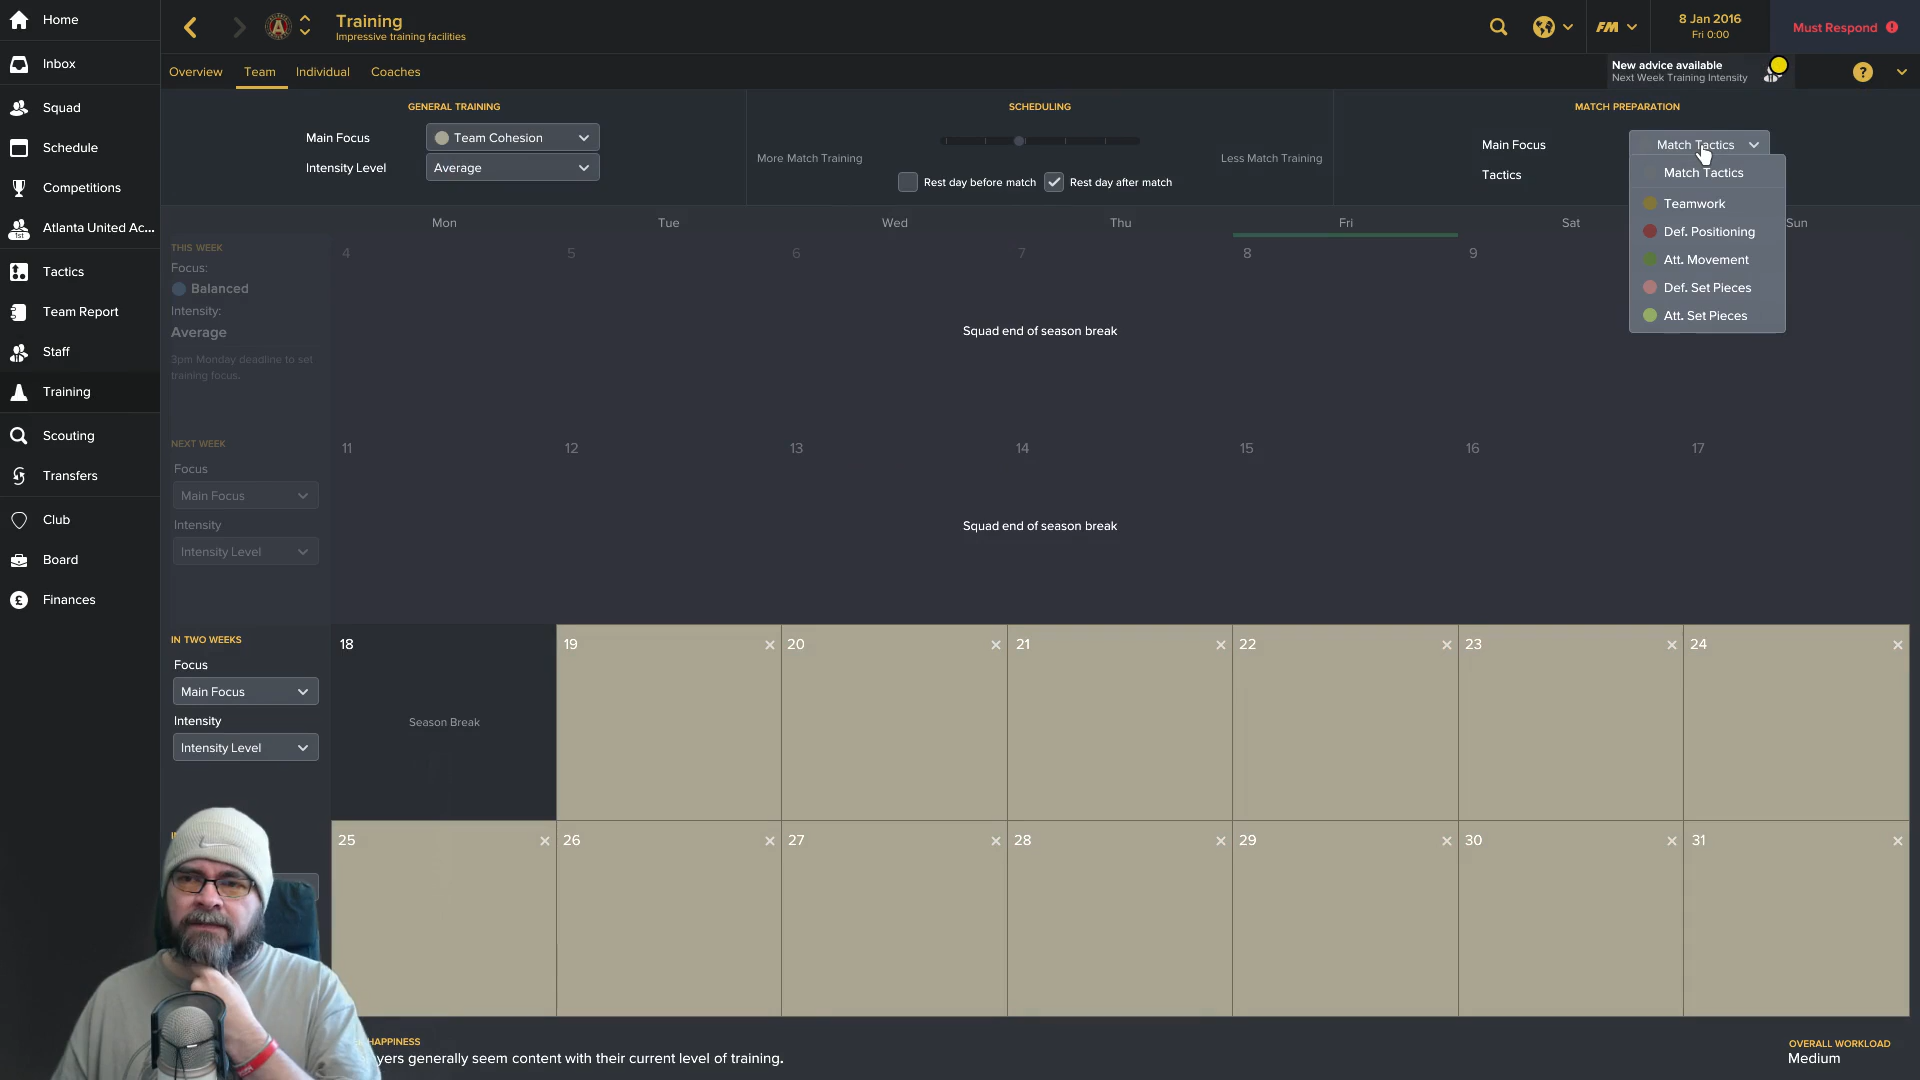 Home
Inbox
Squad
Schedule
Competitions
Atlanta United Ac...
1st
Tactics
Team Report
Staff
Training
Scouting
Transfers
Club
Board
Finances
Training
Impressive training facilities
FM
8 Jan 2016
Fri 0:00
Must Respond
Overview
Team
Individual
Coaches
New advice available
Next Week Training Intensity
?
GENERAL TRAINING
Main Focus
Team Cohesion
Intensity Level
Average
SCHEDULING
More Match Training
Less Match Training
Rest day before match
Rest day after match
MATCH PREPARATION
Main Focus
Match Tactics
Tactics
Match Tactics
Teamwork
Def. Positioning
Att. Movement
Def. Set Pieces
Att. Set Pieces
Mon Tue Wed Thu Fri Sat Sun
THIS WEEK
Focus:
Balanced
Intensity:
Average
3pm Monday deadline to set
training focus.
4 5 6 7 8 9
Squad end of season break
NEXT WEEK
Focus
Main Focus
Intensity
Intensity Level
11 12 13 14 15 16 17
Squad end of season break
IN TWO WEEKS
Focus
Main Focus
Intensity
Intensity Level
18 19 20 21 22 23 24
Season Break
25 26 27 28 29 30 31
HAPPINESS
yers generally seem content with their current level of training.
OVERALL WORKLOAD
Medium